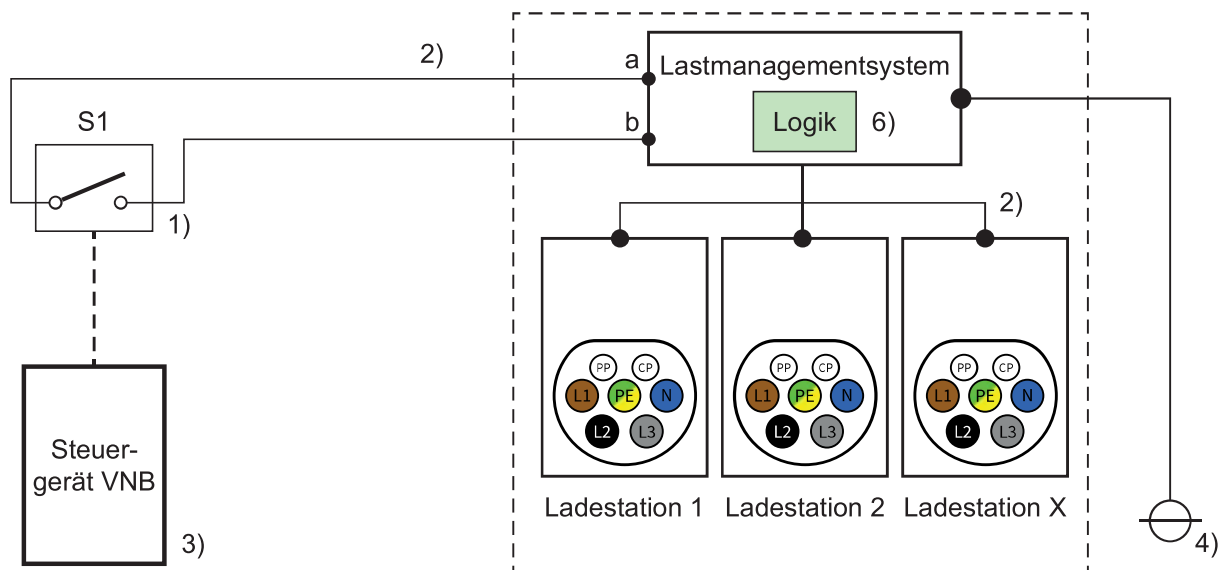 2)
a
Lastmanagementsystem
S1
b
Logik 6)
1)
2)
PP CP
L1 PE N
L2 L3
PP CP
L1 PE N
L2 L3
PP CP
L1 PE N
L2 L3
Steuer-
gerät VNB
3)
Ladestation 1
Ladestation 2
Ladestation X
4)